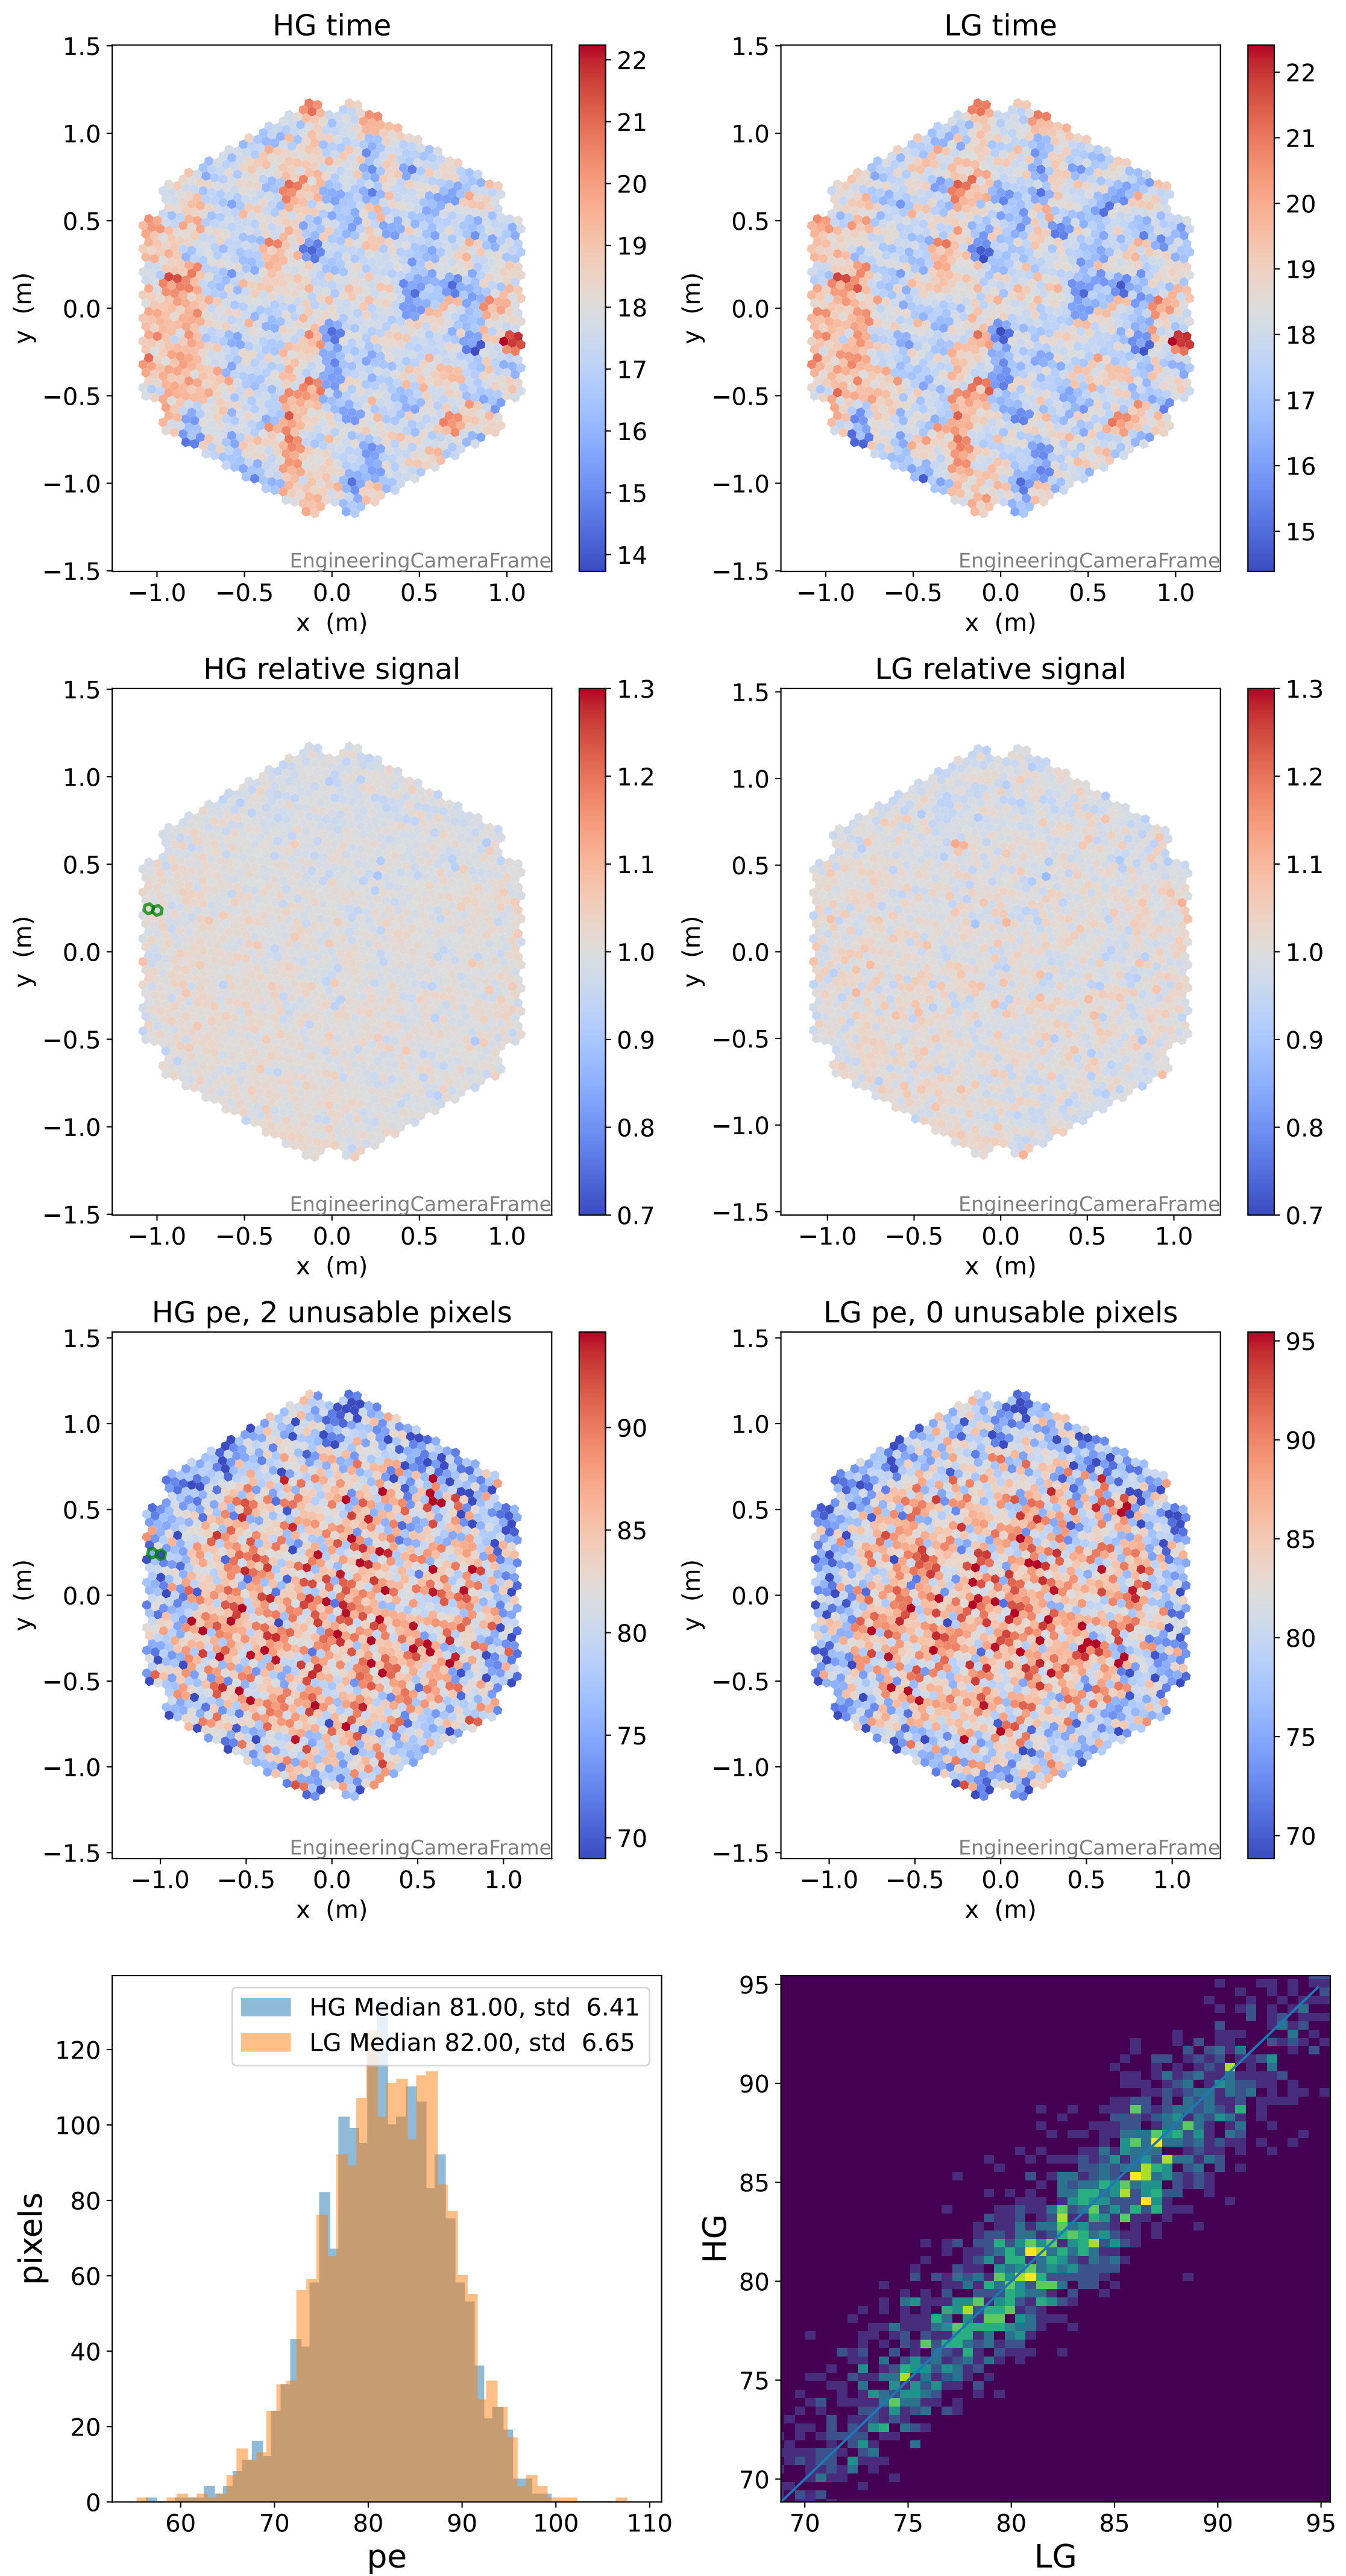 HG time
LG time
1.5
1.0
0.5
0.0
−0.5
−1.0
−1.5
y (m)
−1.0 −0.5 0.0 0.5 1.0
x (m)
EngineeringCameraFrame
22
21
20
19
18
17
16
15
14
1.5
1.0
0.5
0.0
−0.5
−1.0
−1.5
y (m)
−1.0 −0.5 0.0 0.5 1.0
x (m)
EngineeringCameraFrame
22
21
20
19
18
17
16
15
HG relative signal
LG relative signal
1.5
1.0
0.5
0.0
−0.5
−1.0
−1.5
y (m)
−1.0 −0.5 0.0 0.5 1.0
x (m)
EngineeringCameraFrame
1.3
1.2
1.1
1.0
0.9
0.8
0.7
1.5
1.0
0.5
0.0
−0.5
−1.0
−1.5
y (m)
−1.0 −0.5 0.0 0.5 1.0
x (m)
EngineeringCameraFrame
1.3
1.2
1.1
1.0
0.9
0.8
0.7
HG pe, 2 unusable pixels
LG pe, 0 unusable pixels
1.5
1.0
0.5
0.0
−0.5
−1.0
−1.5
y (m)
−1.0 −0.5 0.0 0.5 1.0
x (m)
EngineeringCameraFrame
90
85
80
75
70
1.5
1.0
0.5
0.0
−0.5
−1.0
−1.5
y (m)
−1.0 −0.5 0.0 0.5 1.0
x (m)
EngineeringCameraFrame
95
90
85
80
75
70
HG Median 81.00, std 6.41
LG Median 82.00, std 6.65
120
100
80
60
40
20
0
pixels
60 70 80 90 100 110
pe
95
90
85
80
75
70
HG
70 75 80 85 90 95
LG